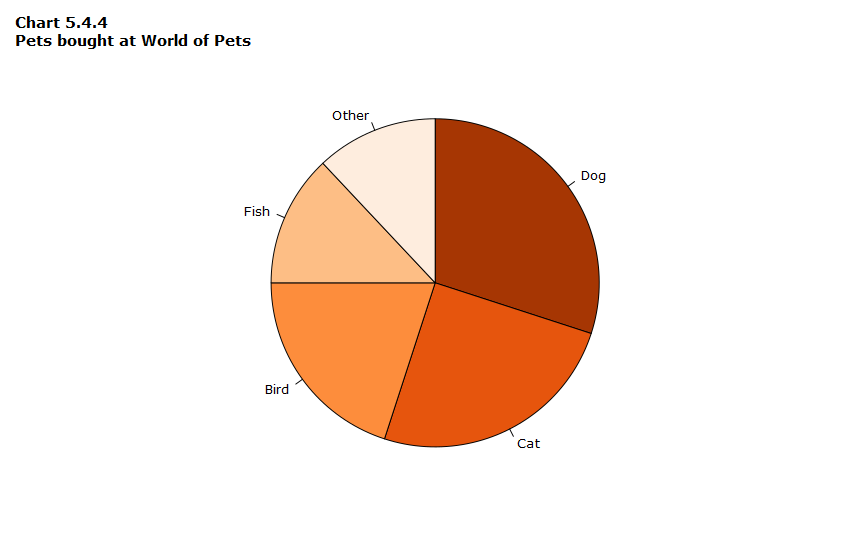 Chart 5.4.4
Pets bought at World of Pets
Other
Dog
Fish
Bird
Cat